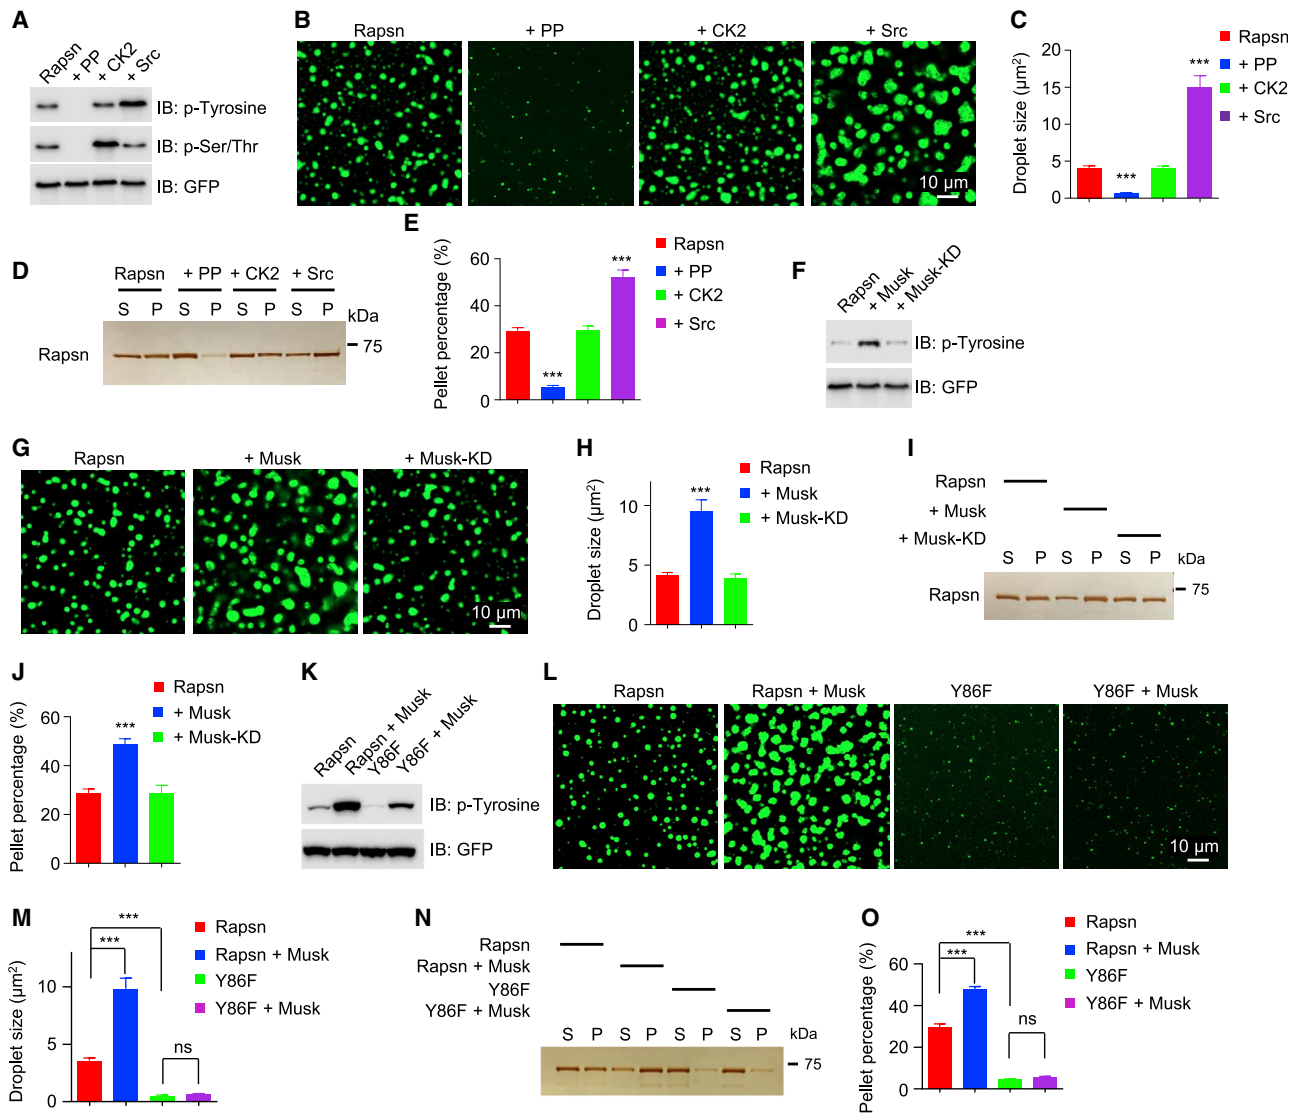 A
Rapsn
+ PP
+ CK2
+ Src
IB: p-Tyrosine
IB: p-Ser/Thr
IB: GFP
B
Rapsn
+ PP
+ CK2
+ Src
10 µm
C
Droplet size (µm²)
20
15
10
5
0
***
***
Rapsn
+ PP
+ CK2
+ Src
D
Rapsn
+ PP
+ CK2
+ Src
S P S P S P S P
kDa
Rapsn
75
E
Pellet percentage (%)
60
40
20
0
***
***
Rapsn
+ PP
+ CK2
+ Src
F
Rapsn
+ Musk
+ Musk-KD
IB: p-Tyrosine
IB: GFP
G
Rapsn
+ Musk
+ Musk-KD
10 µm
H
Droplet size (µm²)
10
5
0
***
Rapsn
+ Musk
+ Musk-KD
I
Rapsn
+ Musk
+ Musk-KD
S P S P S P
kDa
Rapsn
75
J
Pellet percentage (%)
60
40
20
0
***
Rapsn
+ Musk
+ Musk-KD
K
Rapsn
Rapsn + Musk
Y86F
Y86F + Musk
IB: p-Tyrosine
IB: GFP
L
Rapsn
Rapsn + Musk
Y86F
Y86F + Musk
10 µm
M
Droplet size (µm²)
10
5
0
***
***
ns
Rapsn
Rapsn + Musk
Y86F
Y86F + Musk
N
Rapsn
Rapsn + Musk
Y86F
Y86F + Musk
S P S P S P S P
kDa
75
O
Pellet percentage (%)
60
40
20
0
***
***
ns
Rapsn
Rapsn + Musk
Y86F
Y86F + Musk